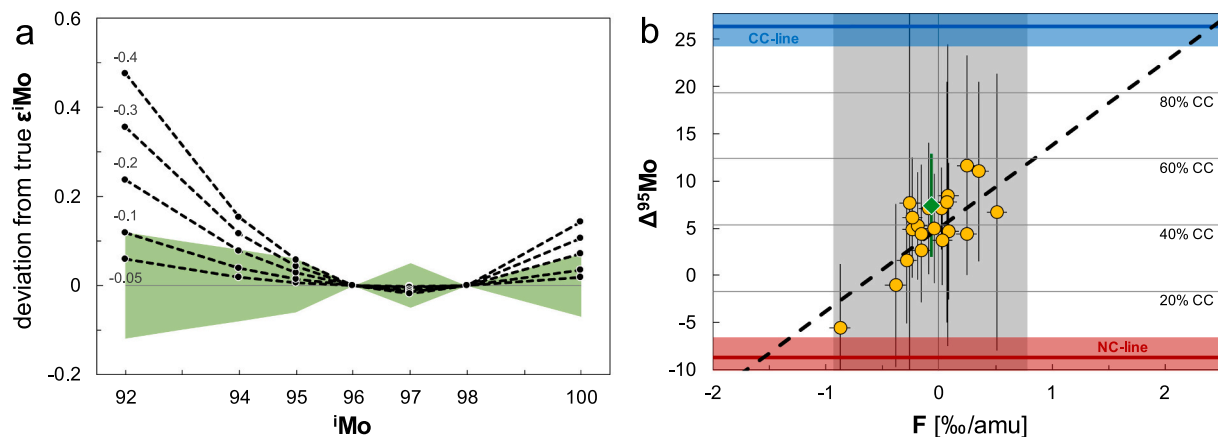 a
deviation from true εⁱMo
0.6
0.4
0.2
0
-0.2
-0.4
-0.3
-0.2
-0.1
-0.05
92 94 95 96 97 98 100
ⁱMo
b
Δ⁹⁵Mo
25
20
15
10
5
0
-5
-10
CC-line
80% CC
60% CC
40% CC
20% CC
NC-line
-2 -1 0 1 2
F [‰/amu]